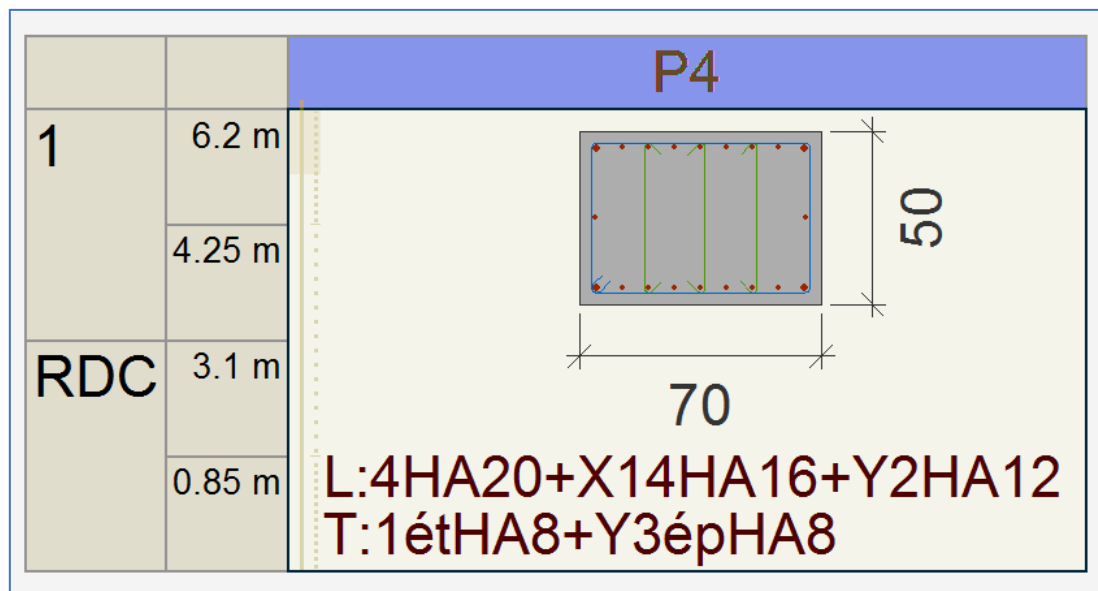 P4
1
6.2 m
4.25 m
50
RDC
3.1 m
70
0.85 m
L:4HA20+X14HA16+Y2HA12
T:1étHA8+Y3épHA8